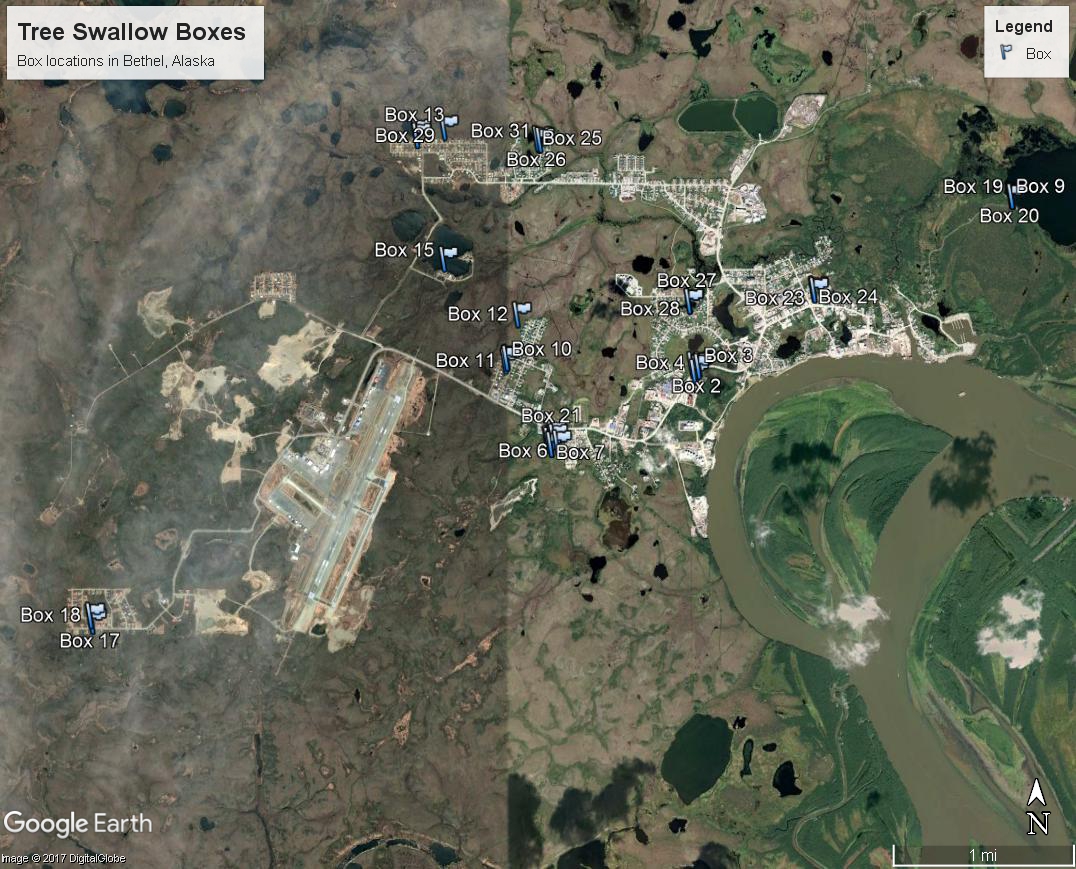 Tree Swallow Boxes
Box locations in Bethel, Alaska
Legend
Box
Box 13
Box 29
Box 31
Box 25
Box 26
Box 19
Box 9
Box 20
Box 15
Box 27
Box 28
Box 23
Box 24
Box 12
Box 11
Box 10
Box 4
Box 3
Box 2
Box 21
Box 6
Box 7
Box 18
Box 17
Google Earth
N
Image © 2017 DigitalGlobe
1 mi